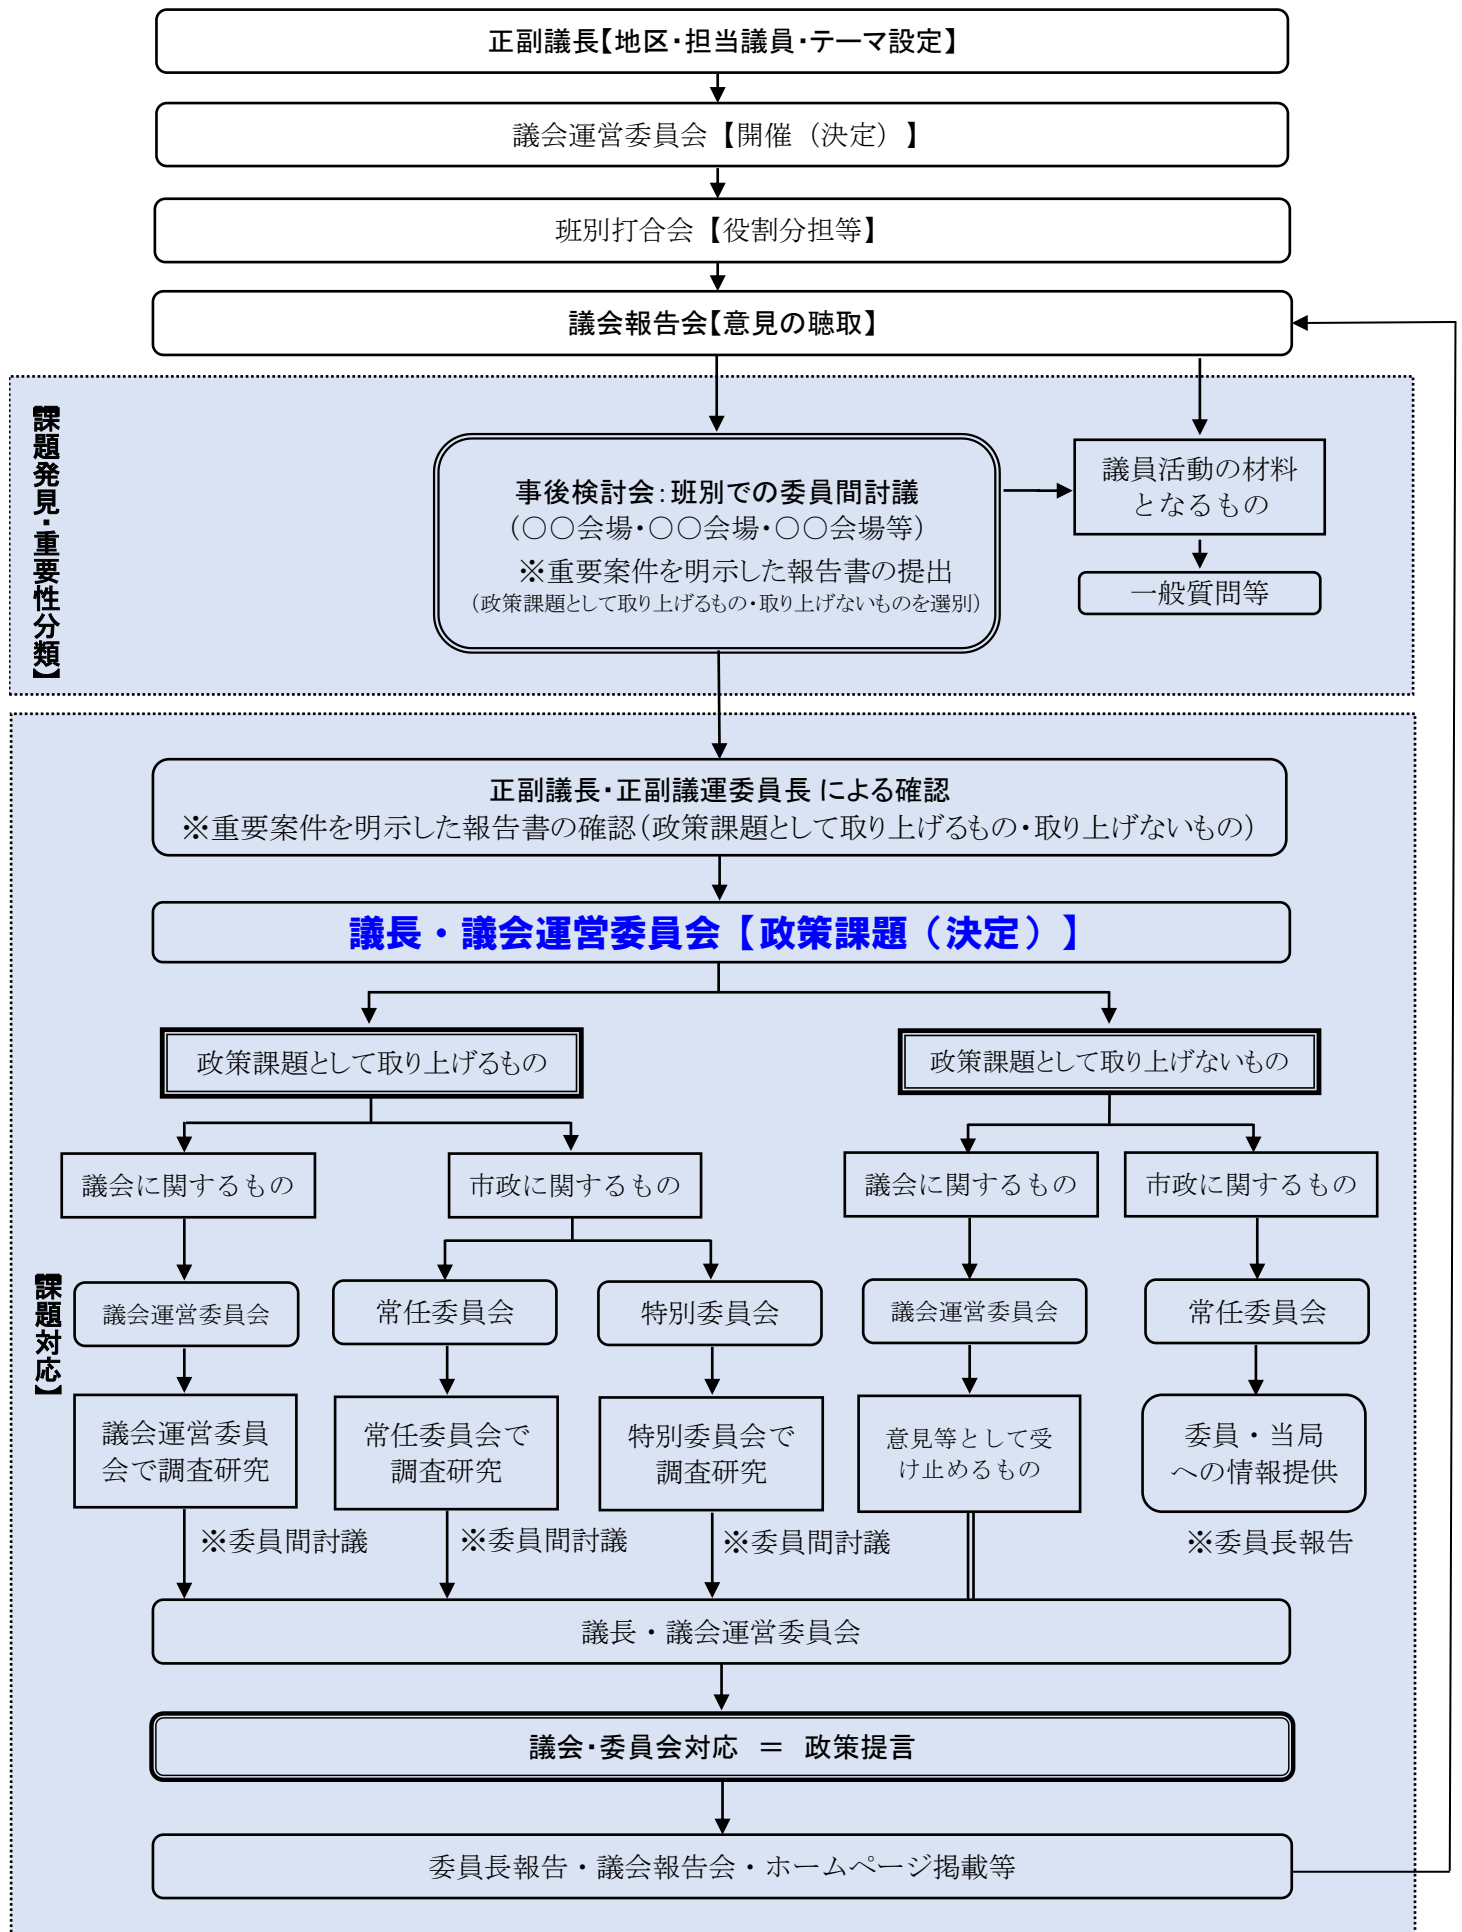 正副議長【地区・担当議員・テーマ設定】
議会運営委員会【開催（決定）】
班別打合会【役割分担等】
議会報告会【意見の聴取】
【課題発見・重要性分類】
事後検討会：班別での委員間討議
（○○会場・○○会場・○○会場等）
※重要案件を明示した報告書の提出
（政策課題として取り上げるもの・取り上げないものを選別）
議員活動の材料
となるもの
一般質問等
正副議長・正副議運委員長による確認
※重要案件を明示した報告書の確認（政策課題として取り上げるもの・取り上げないもの）
議長・議会運営委員会【政策課題（決定）】
政策課題として取り上げるもの
政策課題として取り上げないもの
議会に関するもの
市政に関するもの
議会に関するもの
市政に関するもの
【課題対応】
議会運営委員会
常任委員会
特別委員会
議会運営委員会
常任委員会
議会運営委員
会で調査研究
常任委員会で
調査研究
特別委員会で
調査研究
意見等として受
け止めるもの
委員・当局
への情報提供
※委員間討議
※委員間討議
※委員間討議
※委員長報告
議長・議会運営委員会
議会・委員会対応 ＝ 政策提言
委員長報告・議会報告会・ホームページ掲載等